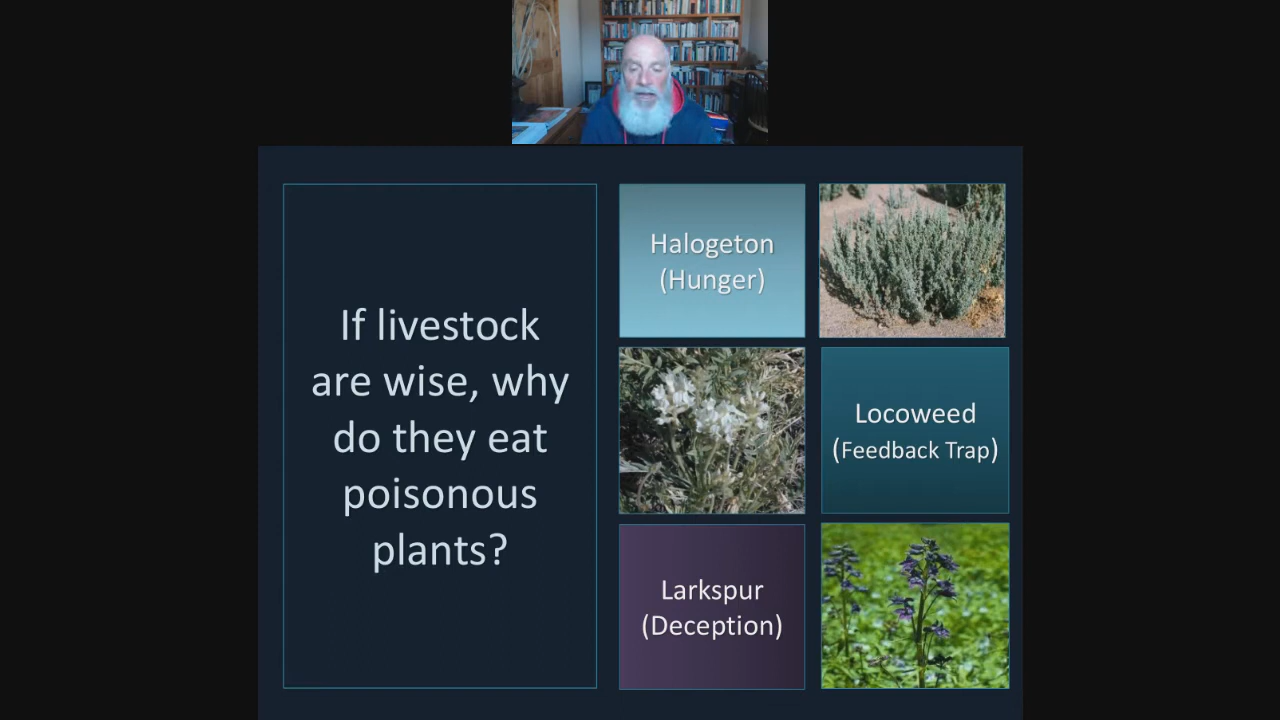 If livestock
are wise, why
do they eat
poisonous
plants?
Halogeton
(Hunger)
Locoweed
(Feedback Trap)
Larkspur
(Deception)